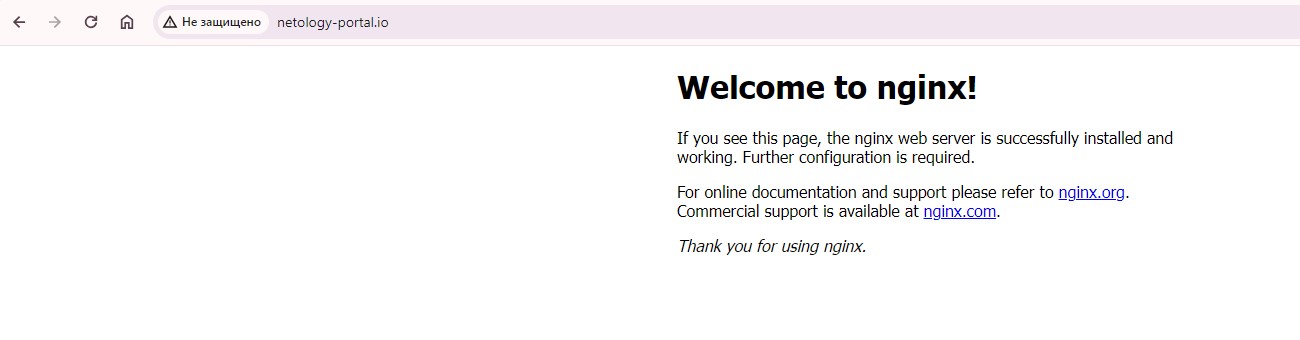 Не защищено netology-portal.io
Welcome to nginx!
If you see this page, the nginx web server is successfully installed and
working. Further configuration is required.
For online documentation and support please refer to nginx.org.
Commercial support is available at nginx.com.
Thank you for using nginx.